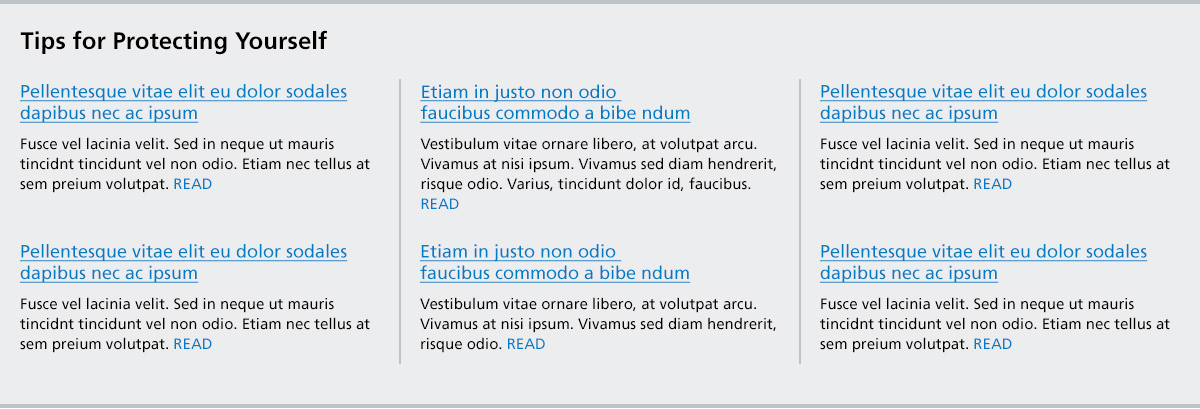 Tips for Protecting Yourself
Pellentesque vitae elit eu dolor sodales
dapibus nec ac ipsum
Fusce vel lacinia velit. Sed in neque ut mauris
tincidnt tincidunt vel non odio. Etiam nec tellus at
sem preium volutpat. READ
Etiam in justo non odio
faucibus commodo a bibe ndum
Vestibulum vitae ornare libero, at volutpat arcu.
Vivamus at nisi ipsum. Vivamus sed diam hendrerit,
risque odio. Varius, tincidunt dolor id, faucibus.
READ
Pellentesque vitae elit eu dolor sodales
dapibus nec ac ipsum
Fusce vel lacinia velit. Sed in neque ut mauris
tincidnt tincidunt vel non odio. Etiam nec tellus at
sem preium volutpat. READ
Pellentesque vitae elit eu dolor sodales
dapibus nec ac ipsum
Fusce vel lacinia velit. Sed in neque ut mauris
tincidnt tincidunt vel non odio. Etiam nec tellus at
sem preium volutpat. READ
Etiam in justo non odio
faucibus commodo a bibe ndum
Vestibulum vitae ornare libero, at volutpat arcu.
Vivamus at nisi ipsum. Vivamus sed diam hendrerit,
risque odio. READ
Pellentesque vitae elit eu dolor sodales
dapibus nec ac ipsum
Fusce vel lacinia velit. Sed in neque ut mauris
tincidnt tincidunt vel non odio. Etiam nec tellus at
sem preium volutpat. READ